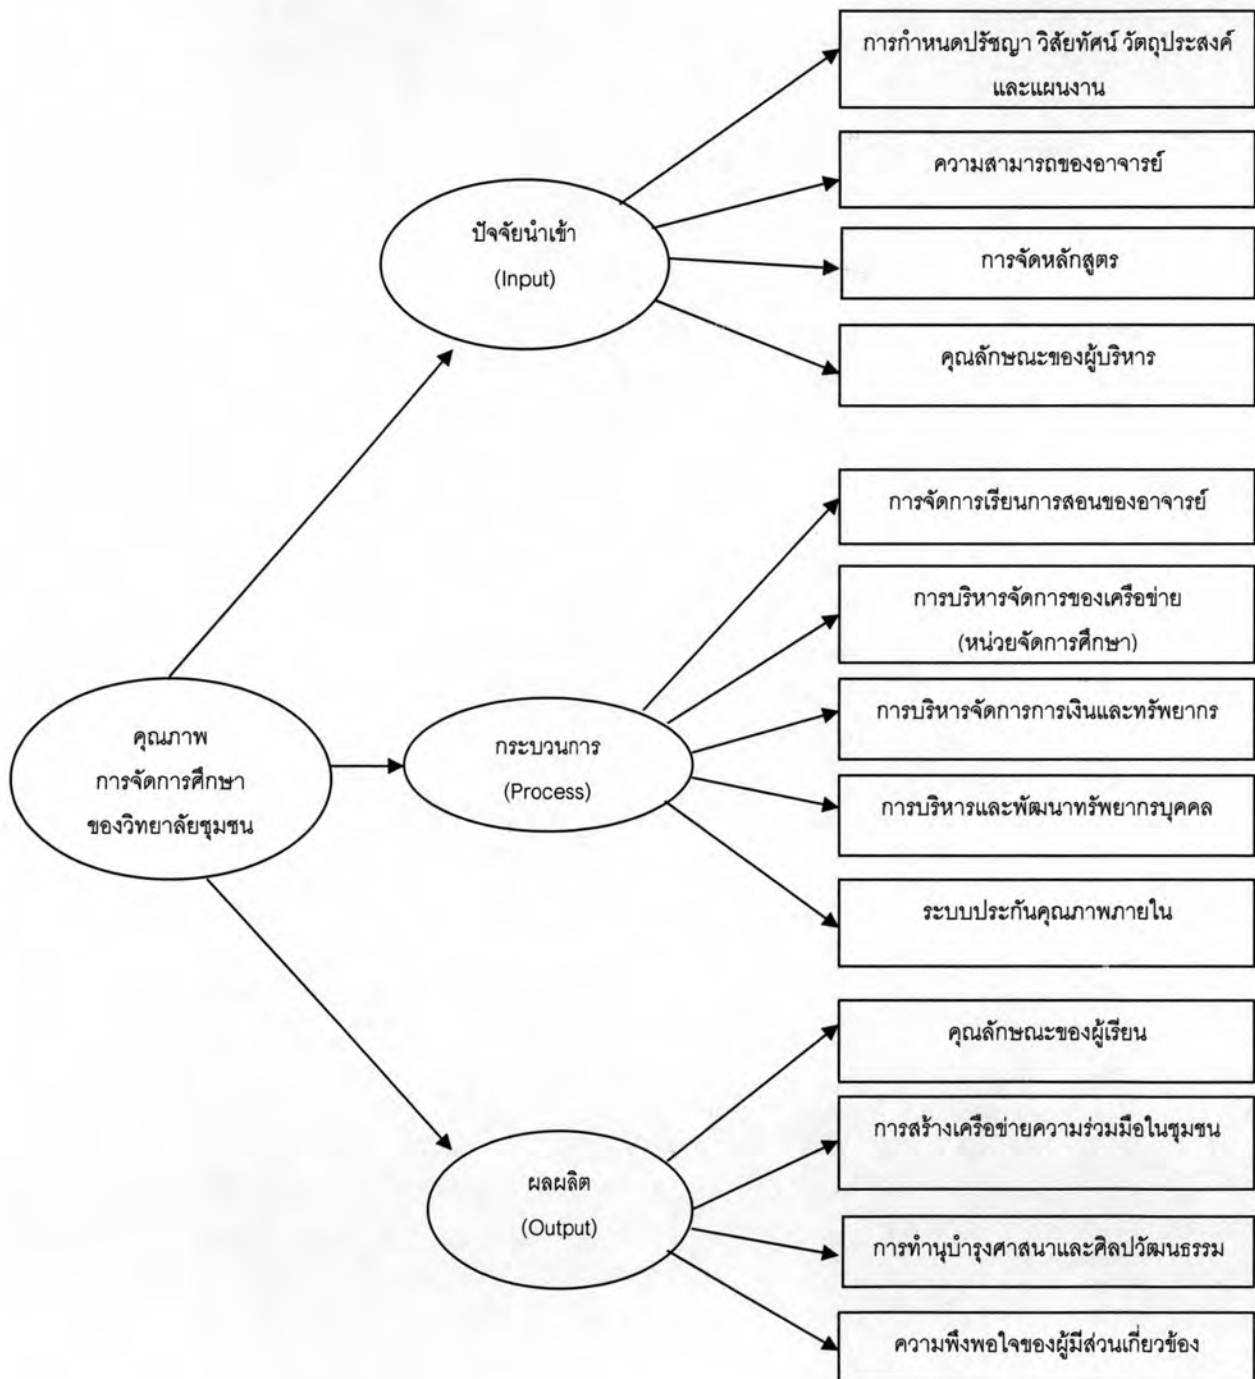 การกำหนดปรัชญา วิสัยทัศน์ วัตถุประสงค์
และแผนงาน
ความสามารถของอาจารย์
ปัจจัยนำเข้า
(Input)
การจัดหลักสูตร
คุณลักษณะของผู้บริหาร
การจัดการเรียนการสอนของอาจารย์
การบริหารจัดการของเครือข่าย
(หน่วยจัดการศึกษา)
คุณภาพ
การจัดการศึกษา
ของวิทยาลัยชุมชน
กระบวนการ
(Process)
การบริหารจัดการการเงินและทรัพยากร
การบริหารและพัฒนาทรัพยากรบุคคล
ระบบประกันคุณภาพภายใน
คุณลักษณะของผู้เรียน
การสร้างเครือข่ายความร่วมมือในชุมชน
ผลผลิต
(Output)
การทำนุบำรุงศาสนาและศิลปวัฒนธรรม
ความพึงพอใจของผู้มีส่วนเกี่ยวข้อง